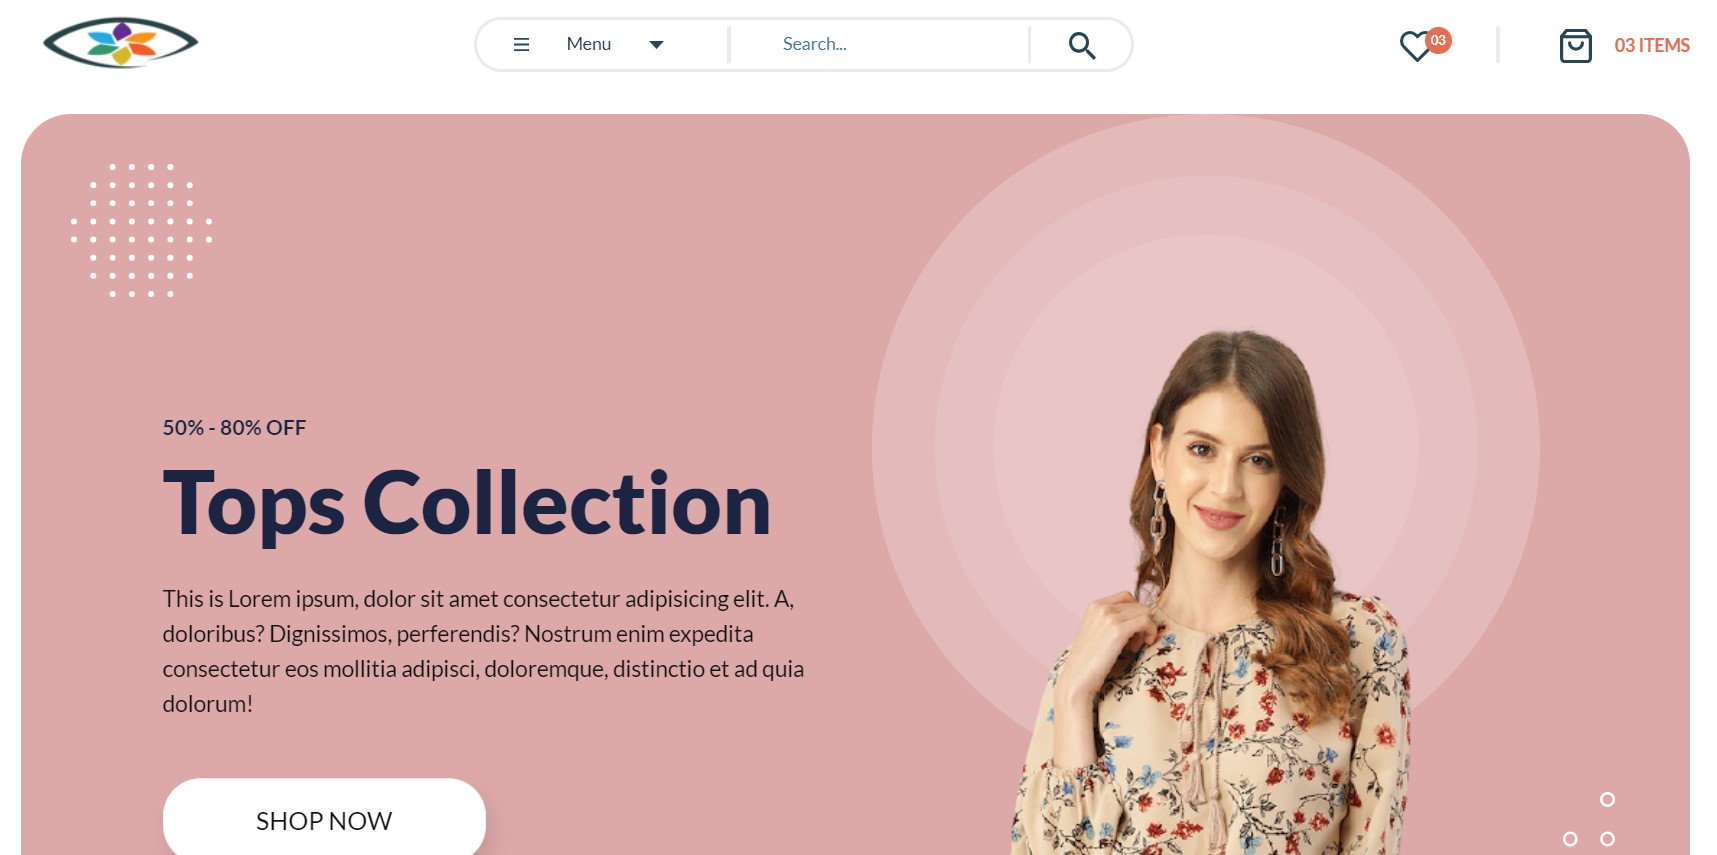 Menu
Search...
03
03 ITEMS
50% - 80% OFF
Tops Collection
This is Lorem ipsum, dolor sit amet consectetur adipisicing elit. A,
doloribus? Dignissimos, perferendis? Nostrum enim expedita
consectetur eos mollitia adipisci, doloremque, distinctio et ad quia
dolorum!
SHOP NOW